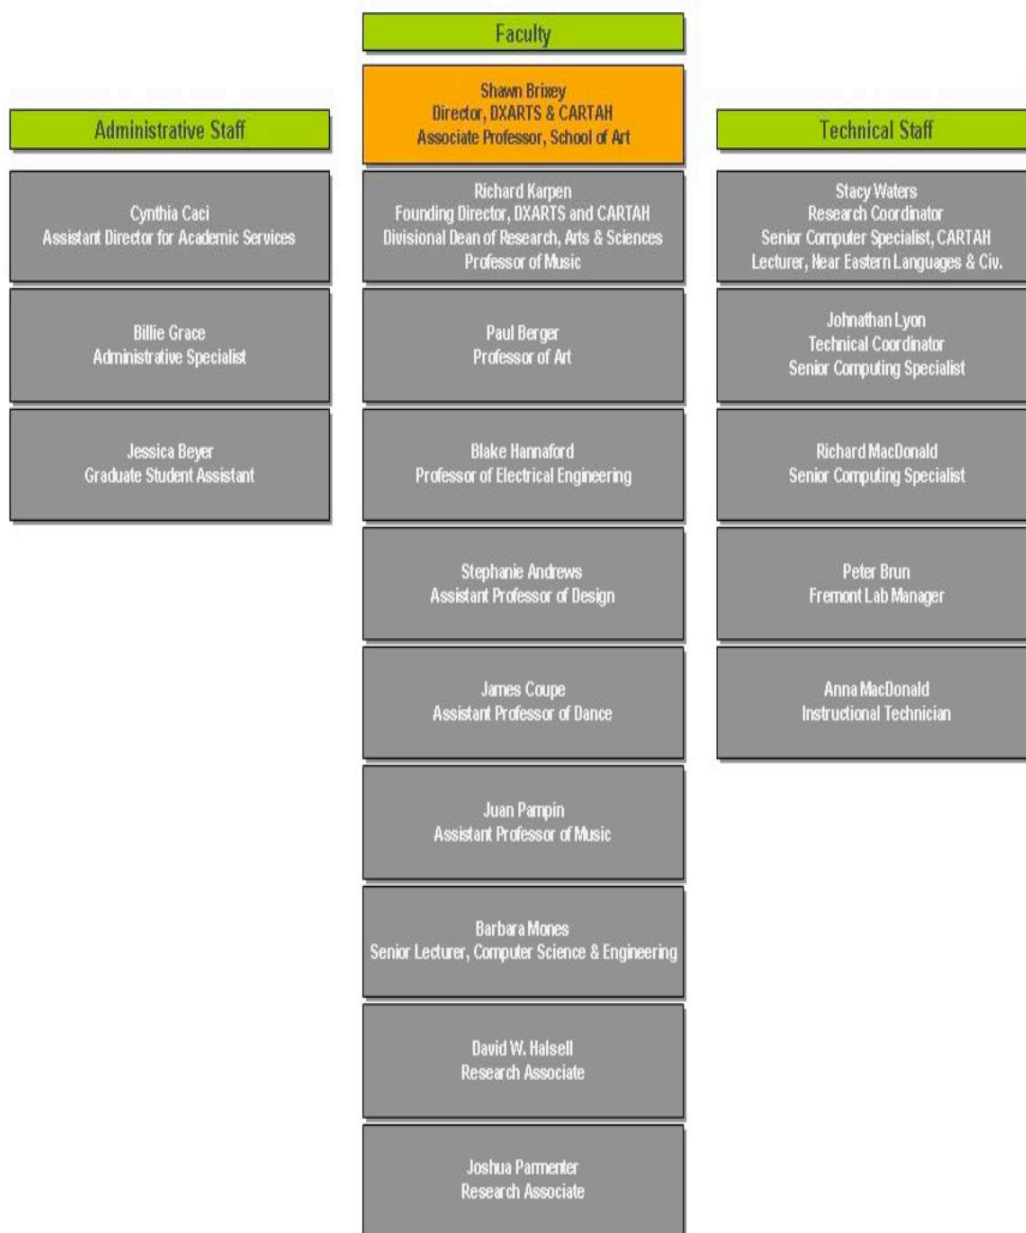 Faculty
Shawn Brixey
Director, DXARTS & CARTAH
Associate Professor, School of Art
Richard Karpen
Founding Director, DXARTS and CARTAH
Divisional Dean of Research, Arts & Sciences
Professor of Music
Paul Berger
Professor of Art
Blake Hannaford
Professor of Electrical Engineering
Stephanie Andrews
Assistant Professor of Design
James Coupe
Assistant Professor of Dance
Juan Pampin
Assistant Professor of Music
Barbara Mones
Senior Lecturer, Computer Science & Engineering
David W. Halsell
Research Associate
Joshua Parmenter
Research Associate
Administrative Staff
Cynthia Caci
Assistant Director for Academic Services
Billie Grace
Administrative Specialist
Jessica Beyer
Graduate Student Assistant
Technical Staff
Stacy Waters
Research Coordinator
Senior Computer Specialist, CARTAH
Lecturer, Near Eastern Languages & Civ.
Johnathan Lyon
Technical Coordinator
Senior Computing Specialist
Richard MacDonald
Senior Computing Specialist
Peter Brun
Fremont Lab Manager
Anna MacDonald
Instructional Technician